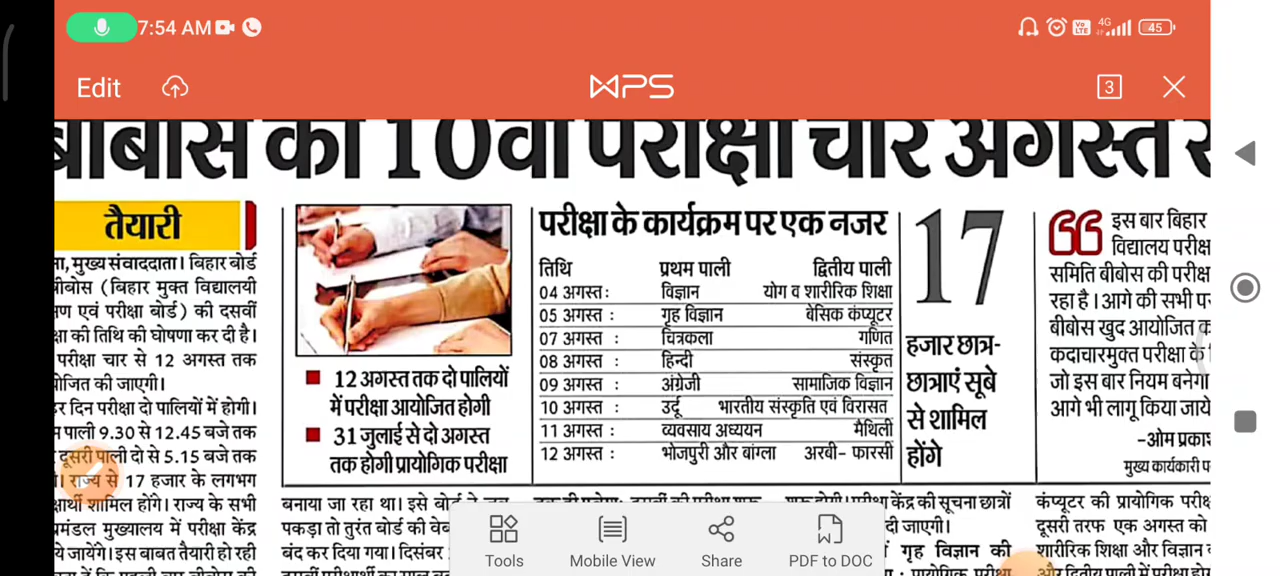 7:54 AM
4G
45
Edit
WPS
3
बीबोस की 10वीं परीक्षा चार अगस्त
तैयारी
मुख्य संवाददाता। बिहार बोर्ड
बीबोस (बिहार मुक्त विद्यालयी
एवं परीक्षा बोर्ड) की दसवीं
की तिथि की घोषणा कर दी है।
परीक्षा चार से 12 अगस्त तक
की जाएगी।
दिन परीक्षा दो पालियों में होगी।
पाली 9.30 से 12.45 बजे तक
दूसरी पाली दो से 5.15 बजे तक
राज्य से 17 हजार के लगभग
शामिल होंगे। राज्य के सभी
मुख्यालय में परीक्षा केंद्र
जायेंगे। इस बाबत तैयारी हो रही
12 अगस्त तक दो पालियों
में परीक्षा आयोजित होगी
31 जुलाई से दो अगस्त
तक होगी प्रायोगिक परीक्षा
परीक्षा के कार्यक्रम पर एक नजर
तिथि प्रथम पाली द्वितीय पाली
04 अगस्त : विज्ञान योग व शारीरिक शिक्षा
05 अगस्त : गृह विज्ञान बेसिक कंप्यूटर
07 अगस्त : चित्रकला गणित
08 अगस्त : हिन्दी संस्कृत
09 अगस्त : अंग्रेजी सामाजिक विज्ञान
10 अगस्त : उर्दू भारतीय संस्कृति एवं विरासत
11 अगस्त : व्यवसाय अध्ययन मैथिली
12 अगस्त : भोजपुरी और बांग्ला अरबी- फारसी
17
हजार छात्र-
छात्राएं सूबे
से शामिल
होंगे
इस बार बिहार
विद्यालय परीक्ष
समिति बीबोस की परीक्ष
रहा है। आगे की सभी
बीबोस खुद आयोजित
कदाचारमुक्त परीक्षा के
जो इस बार नियम बनेगा
आगे भी लागू किया जाये
-ओम प्रकाश
मुख्य कार्यकारी
बनाया जा रहा था। इसे बोर्ड ने
पकड़ा तो तुरंत बोर्ड की
बंद कर दिया गया। दिसंबर
परीक्षा केंद्र की सूचना छात्रों
दी जाएगी।
गृह विज्ञान की
कंप्यूटर की प्रायोगिक परीक्ष
दूसरी तरफ एक अगस्त को
शारीरिक शिक्षा और विज्ञान
Tools
Mobile View
Share
PDF to DOC